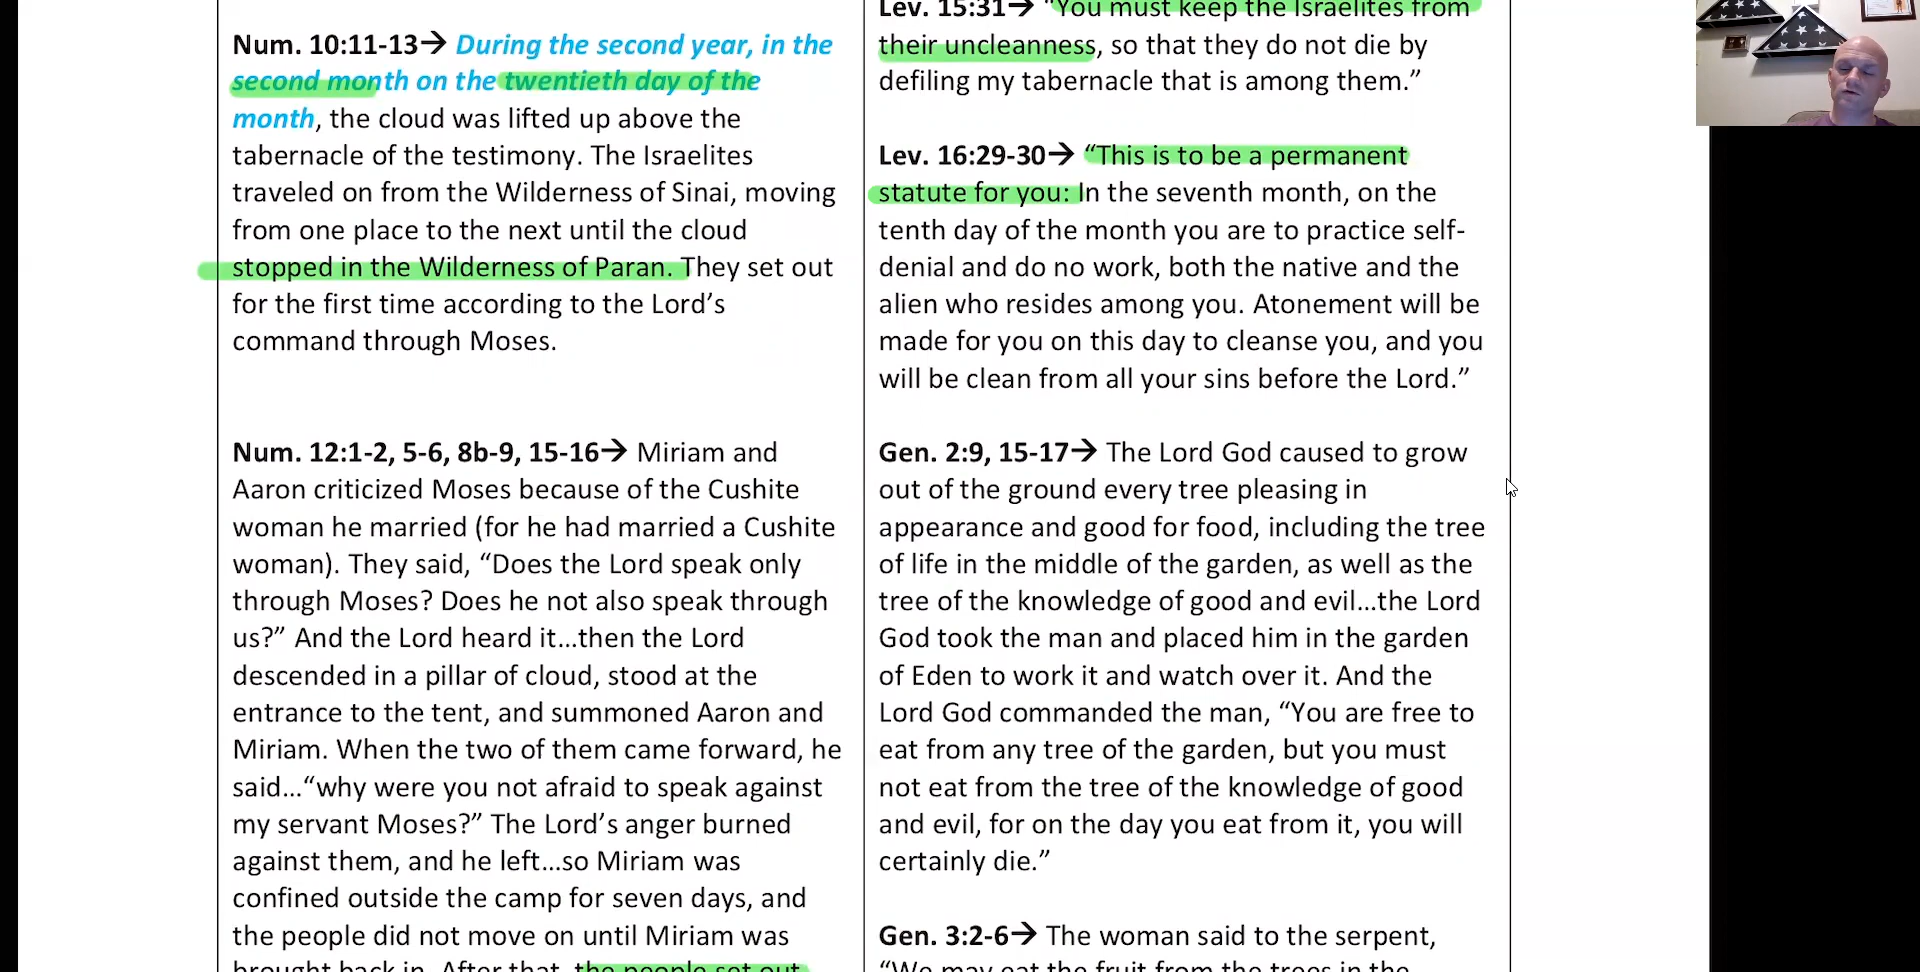 Num. 10:11-13→ During the second year, in the
second month on the twentieth day of the
month, the cloud was lifted up above the
tabernacle of the testimony. The Israelites
traveled on from the Wilderness of Sinai, moving
from one place to the next until the cloud
stopped in the Wilderness of Paran. They set out
for the first time according to the Lord’s
command through Moses.
Num. 12:1-2, 5-6, 8b-9, 15-16→ Miriam and
Aaron criticized Moses because of the Cushite
woman he married (for he had married a Cushite
woman). They said, “Does the Lord speak only
through Moses? Does he not also speak through
us?” And the Lord heard it…then the Lord
descended in a pillar of cloud, stood at the
entrance to the tent, and summoned Aaron and
Miriam. When the two of them came forward, he
said…“why were you not afraid to speak against
my servant Moses?” The Lord’s anger burned
against them, and he left…so Miriam was
confined outside the camp for seven days, and
the people did not move on until Miriam was
brought back in. After that, the people set out
Lev. 15:31→ “You must keep the Israelites from
their uncleanness, so that they do not die by
defiling my tabernacle that is among them.”
Lev. 16:29-30→ “This is to be a permanent
statute for you: In the seventh month, on the
tenth day of the month you are to practice self-
denial and do no work, both the native and the
alien who resides among you. Atonement will be
made for you on this day to cleanse you, and you
will be clean from all your sins before the Lord.”
Gen. 2:9, 15-17→ The Lord God caused to grow
out of the ground every tree pleasing in
appearance and good for food, including the tree
of life in the middle of the garden, as well as the
tree of the knowledge of good and evil…the Lord
God took the man and placed him in the garden
of Eden to work it and watch over it. And the
Lord God commanded the man, “You are free to
eat from any tree of the garden, but you must
not eat from the tree of the knowledge of good
and evil, for on the day you eat from it, you will
certainly die.”
Gen. 3:2-6→ The woman said to the serpent,
“We may eat the fruit from the trees in the